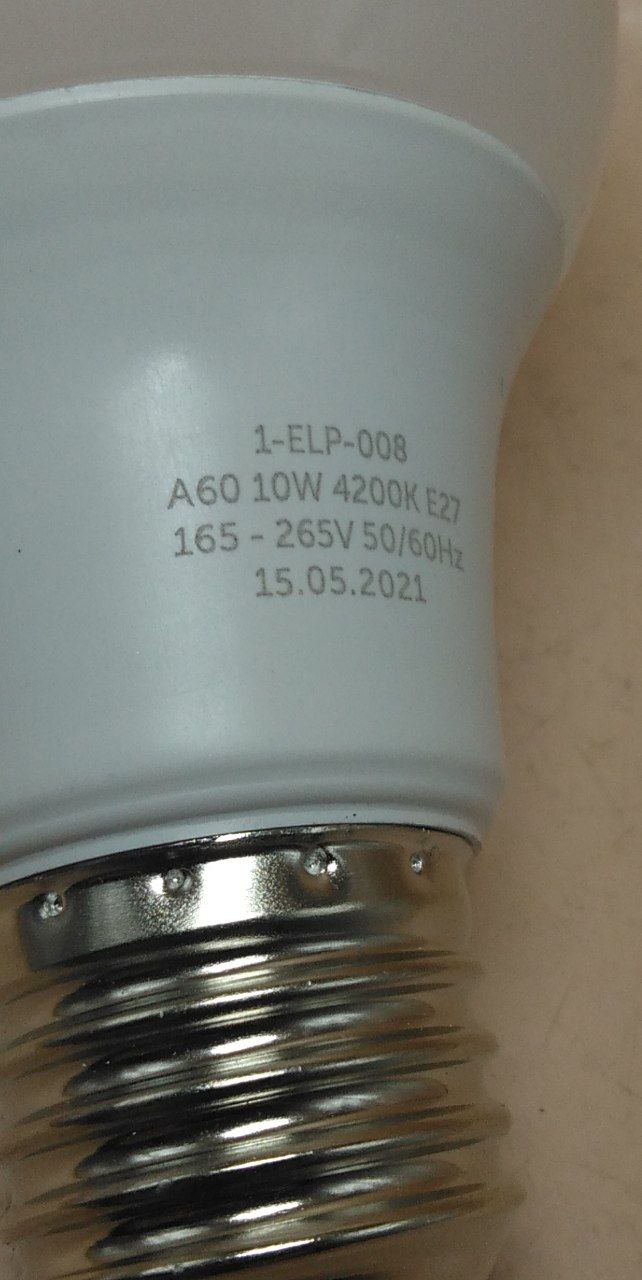 1-ELP-008
A60 10W 4200K E27
165 - 265V 50/60Hz
15.05.2021